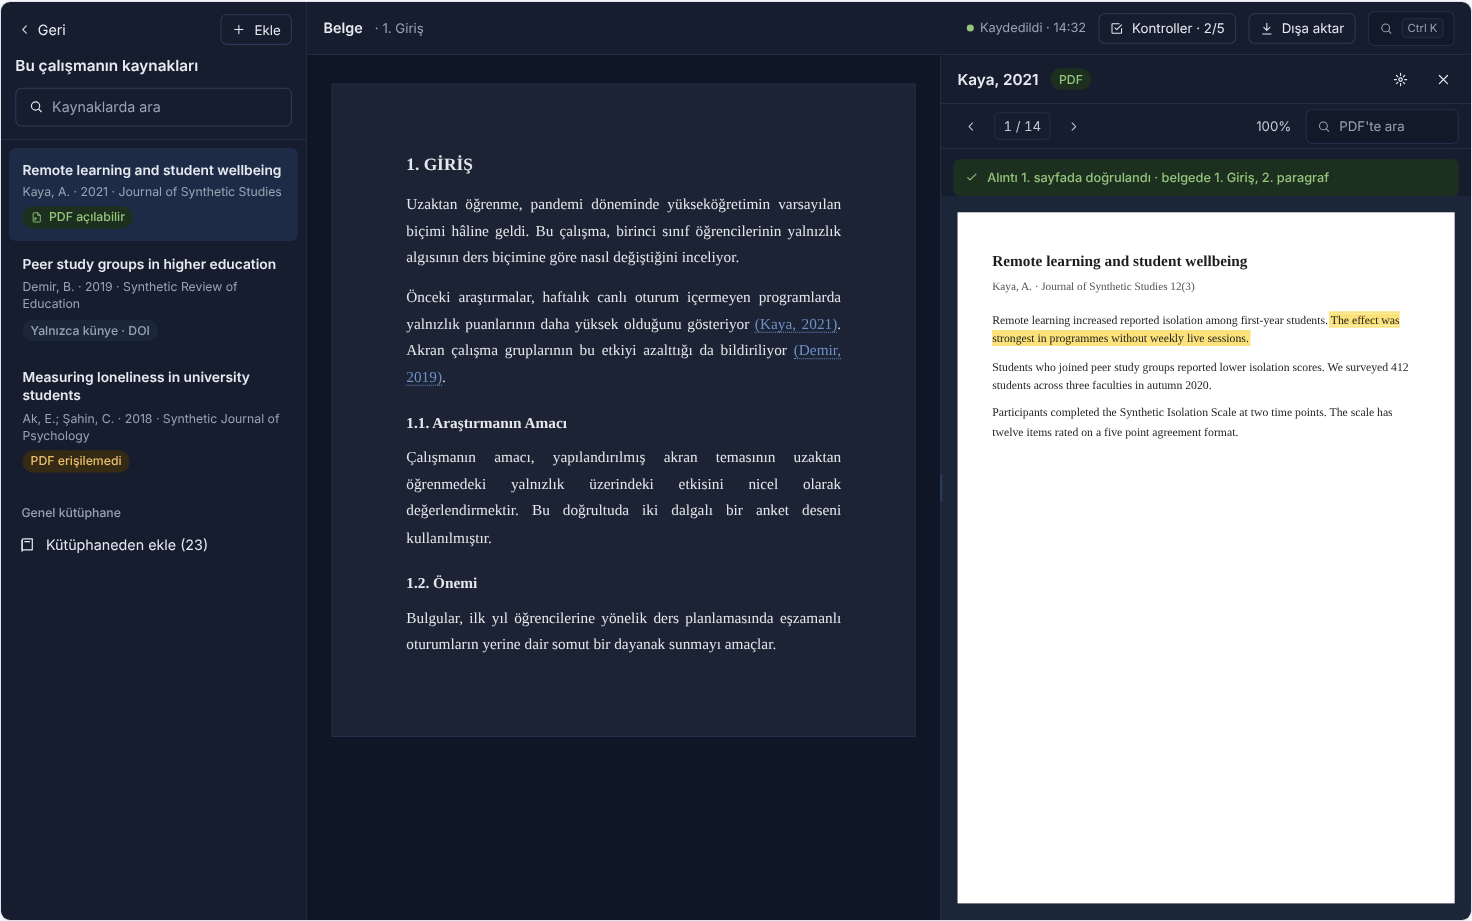 Geri
Ekle
Bu çalışmanın kaynakları
Kaynaklarda ara
Remote learning and student wellbeing
Kaya, A. · 2021 · Journal of Synthetic Studies
PDF açılabilir
Peer study groups in higher education
Demir, B. · 2019 · Synthetic Review of
Education
Yalnızca künye · DOI
Measuring loneliness in university
students
Ak, E.; Şahin, C. · 2018 · Synthetic Journal of
Psychology
PDF erişilemedi
Genel kütüphane
Kütüphaneden ekle (23)
Belge · 1. Giriş
Kaydedildi · 14:32
Kontroller · 2/5
Dışa aktar
Ctrl K
1. GİRİŞ
Uzaktan öğrenme, pandemi döneminde yükseköğretimin varsayılan
biçimi hâline geldi. Bu çalışma, birinci sınıf öğrencilerinin yalnızlık
algısının ders biçimine göre nasıl değiştiğini inceliyor.
Önceki araştırmalar, haftalık canlı oturum içermeyen programlarda
yalnızlık puanlarının daha yüksek olduğunu gösteriyor (Kaya, 2021).
Akran çalışma gruplarının bu etkiyi azalttığı da bildiriliyor (Demir,
2019).
1.1. Araştırmanın Amacı
Çalışmanın amacı, yapılandırılmış akran temasının uzaktan
öğrenmedeki yalnızlık üzerindeki etkisini nicel olarak
değerlendirmektir. Bu doğrultuda iki dalgalı bir anket deseni
kullanılmıştır.
1.2. Önemi
Bulgular, ilk yıl öğrencilerine yönelik ders planlamasında eşzamanlı
oturumların yerine dair somut bir dayanak sunmayı amaçlar.
Kaya, 2021
PDF
1 / 14
100%
PDF'te ara
Alıntı 1. sayfada doğrulandı · belgede 1. Giriş, 2. paragraf
Remote learning and student wellbeing
Kaya, A. · Journal of Synthetic Studies 12(3)
Remote learning increased reported isolation among first-year students. The effect was
strongest in programmes without weekly live sessions.
Students who joined peer study groups reported lower isolation scores. We surveyed 412
students across three faculties in autumn 2020.
Participants completed the Synthetic Isolation Scale at two time points. The scale has
twelve items rated on a five point agreement format.